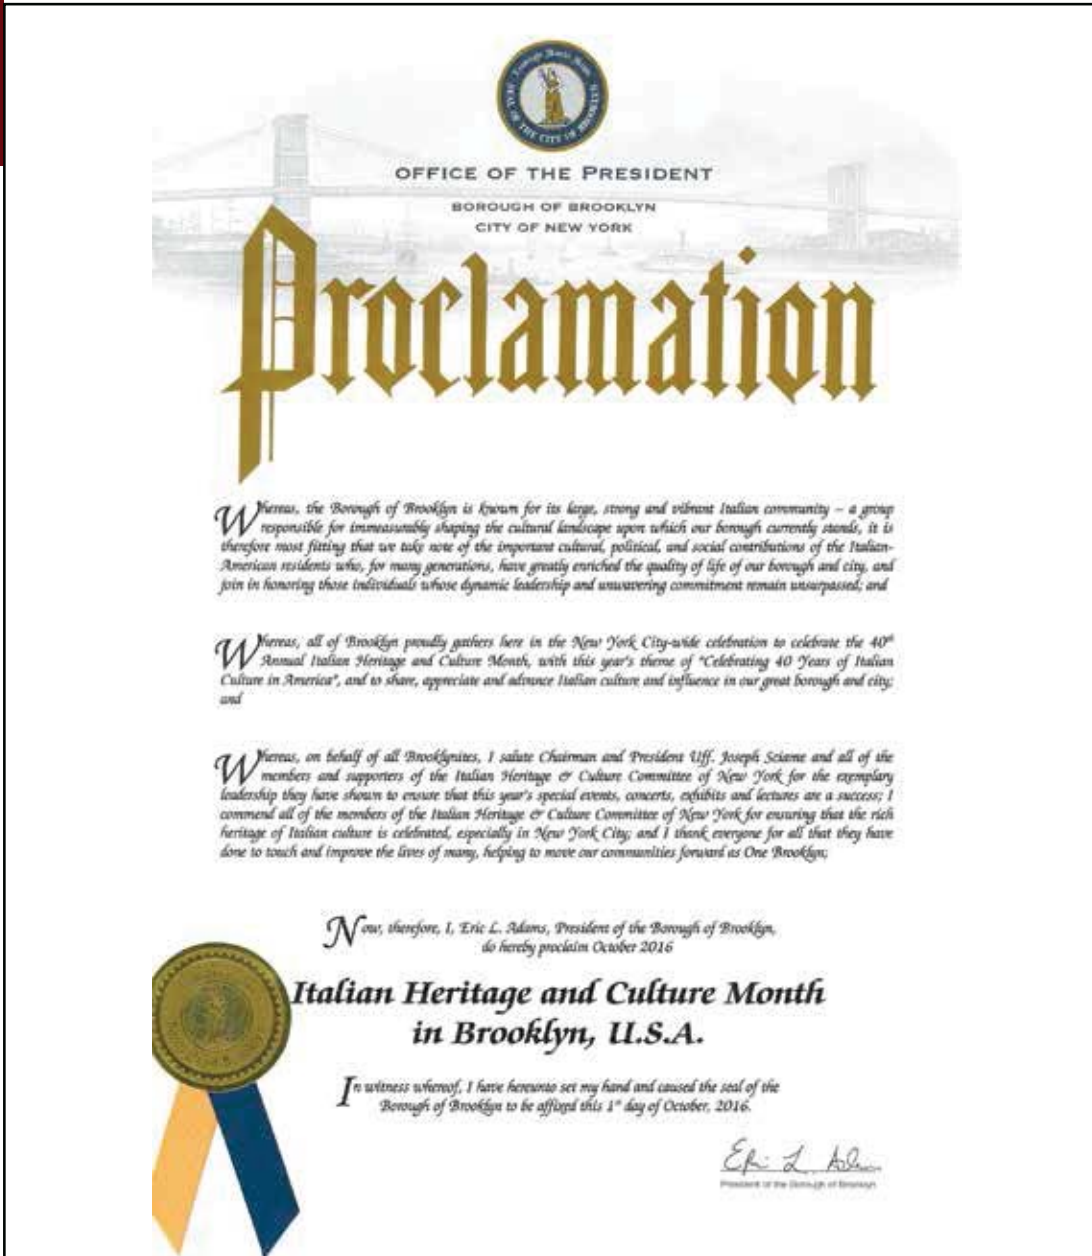 SEAL OF THE CITY OF BROOKLYN
OFFICE OF THE PRESIDENT
BOROUGH OF BROOKLYN
CITY OF NEW YORK
Proclamation
Whereas, the Borough of Brooklyn is known for its large, strong and vibrant Italian community – a group
responsible for immeasurably shaping the cultural landscape upon which our borough currently stands, it is
therefore most fitting that we take note of the important cultural, political, and social contributions of the Italian-
American residents who, for many generations, have greatly enriched the quality of life of our borough and city, and
join in honoring those individuals whose dynamic leadership and unwavering commitment remain unsurpassed; and
Whereas, all of Brooklyn proudly gathers here in the New York City-wide celebration to celebrate the 40th
Annual Italian Heritage and Culture Month, with this year's theme of "Celebrating 40 Years of Italian
Culture in America", and to share, appreciate and advance Italian culture and influence in our great borough and city;
and
Whereas, on behalf of all Brooklynites, I salute Chairman and President Uff. Joseph Sciame and all of the
members and supporters of the Italian Heritage & Culture Committee of New York for the exemplary
leadership they have shown to ensure that this year's special events, concerts, exhibits and lectures are a success; I
commend all of the members of the Italian Heritage & Culture Committee of New York for ensuring that the rich
heritage of Italian culture is celebrated, especially in New York City; and I thank everyone for all that they have
done to touch and improve the lives of many, helping to move our communities forward as One Brooklyn;
Now, therefore, I, Eric L. Adams, President of the Borough of Brooklyn,
do hereby proclaim October 2016
Italian Heritage and Culture Month
in Brooklyn, U.S.A.
In witness whereof, I have hereunto set my hand and caused the seal of the
Borough of Brooklyn to be affixed this 1st day of October, 2016.
Eric L Adams
President of the Borough of Brooklyn